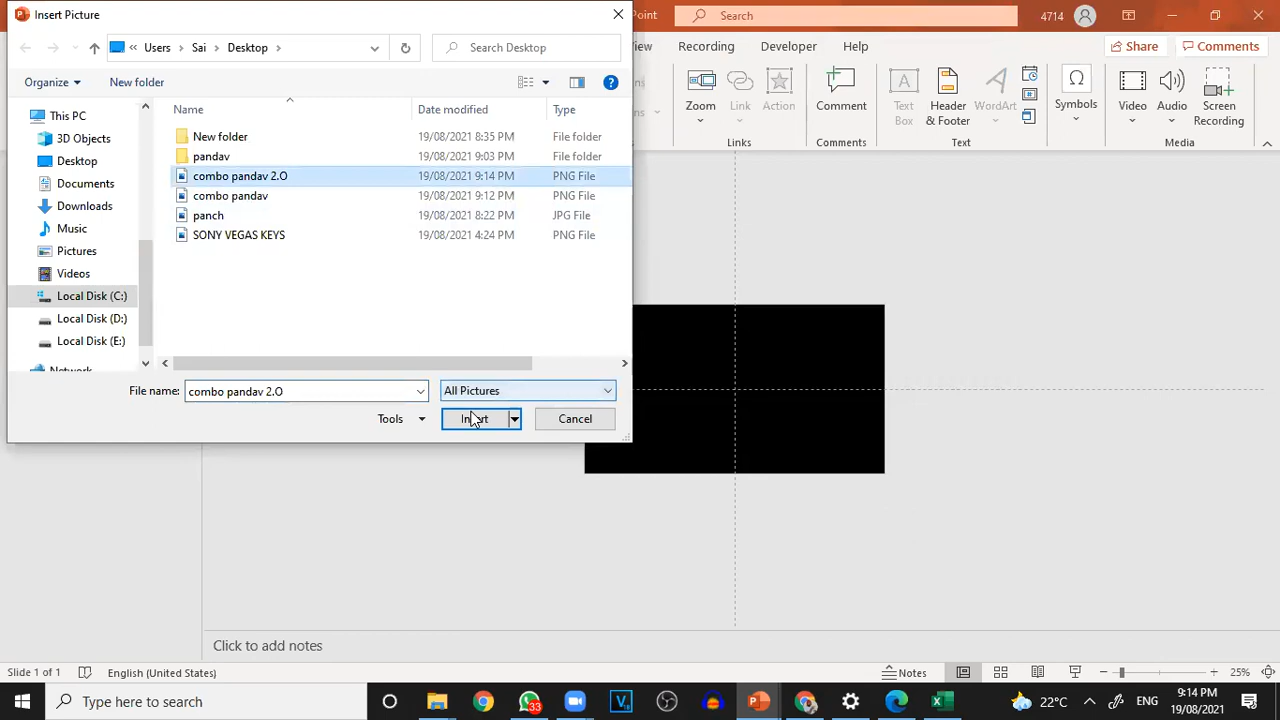 Insert Picture
Point
Search
4714
Users
Sai
Desktop
Search Desktop
iew
Recording
Developer
Help
Share
Comments
Organize
New folder
This PC
3D Objects
Desktop
Documents
Downloads
Music
Pictures
Videos
Local Disk (C:)
Local Disk (D:)
Local Disk (E:)
Network
Name
Date modified
Type
New folder 19/08/2021 8:35 PM File folder
pandav 19/08/2021 9:03 PM File folder
combo pandav 2.O 19/08/2021 9:14 PM PNG File
combo pandav 19/08/2021 9:12 PM PNG File
panch 19/08/2021 8:22 PM JPG File
SONY VEGAS KEYS 19/08/2021 4:24 PM PNG File
File name: combo pandav 2.O All Pictures
Tools Insert Cancel
ns
Zoom
Link
Action
Links
Comment
Comments
Text Box
Header & Footer
WordArt
Text
Symbols
Video
Audio
Screen Recording
Media
Click to add notes
Slide 1 of 1
English (United States)
Notes
25%
Type here to search
33
22°C
ENG
9:14 PM
19/08/2021